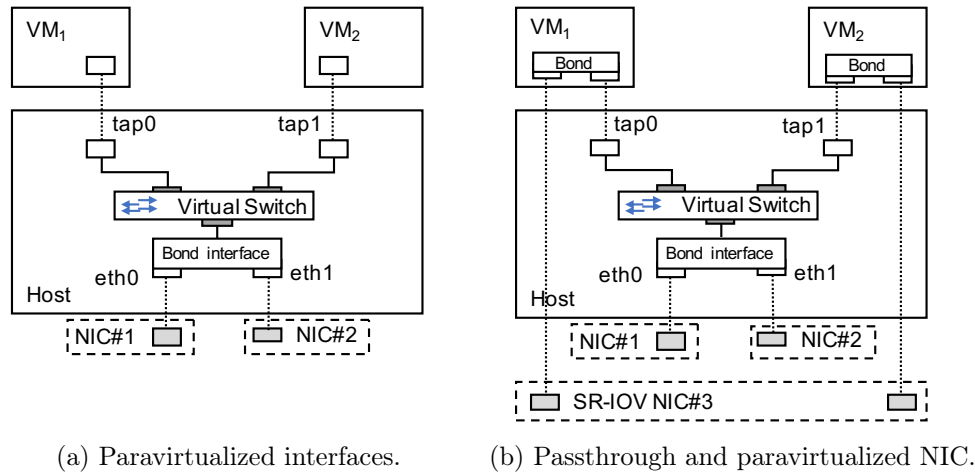 VM1
VM2
tap0
tap1
Virtual Switch
Bond interface
eth0
eth1
Host
NIC#1
NIC#2
(a) Paravirtualized interfaces.
VM1
Bond
VM2
Bond
tap0
tap1
Virtual Switch
Bond interface
eth0
eth1
Host
NIC#1
NIC#2
SR-IOV NIC#3
(b) Passthrough and paravirtualized NIC.